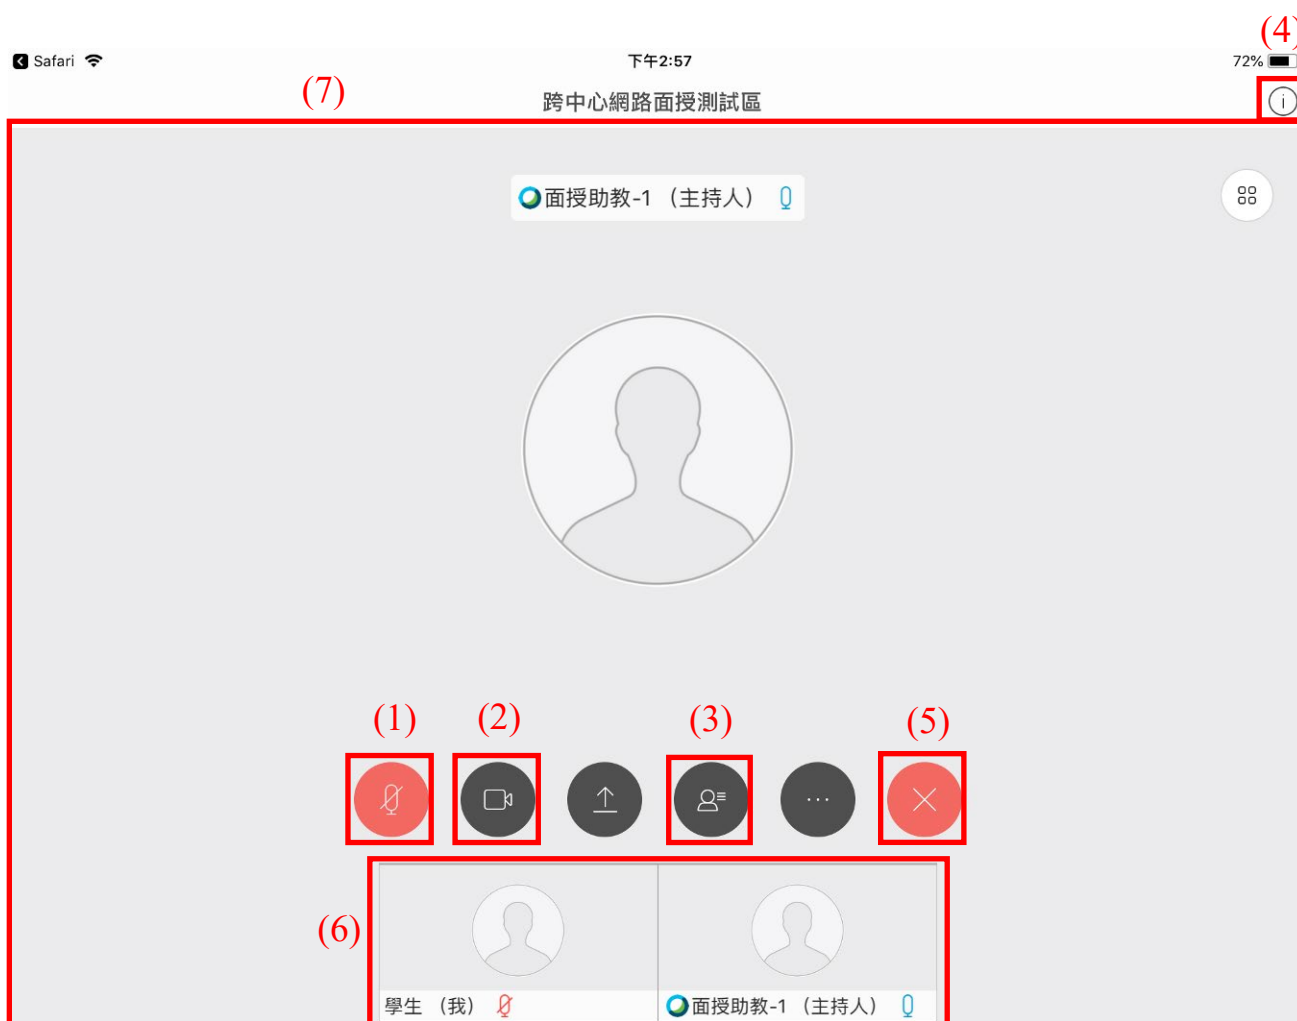 (4)
Safari 下午2:57 72%
(7) 跨中心網路面授測試區
面授助教-1 （主持人）
(1) (2) (3) (5)
(6)
學生 （我） 面授助教-1 （主持人）